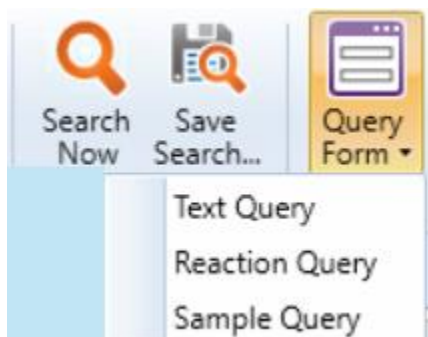 Search Now
Save Search...
Query Form
Text Query
Reaction Query
Sample Query